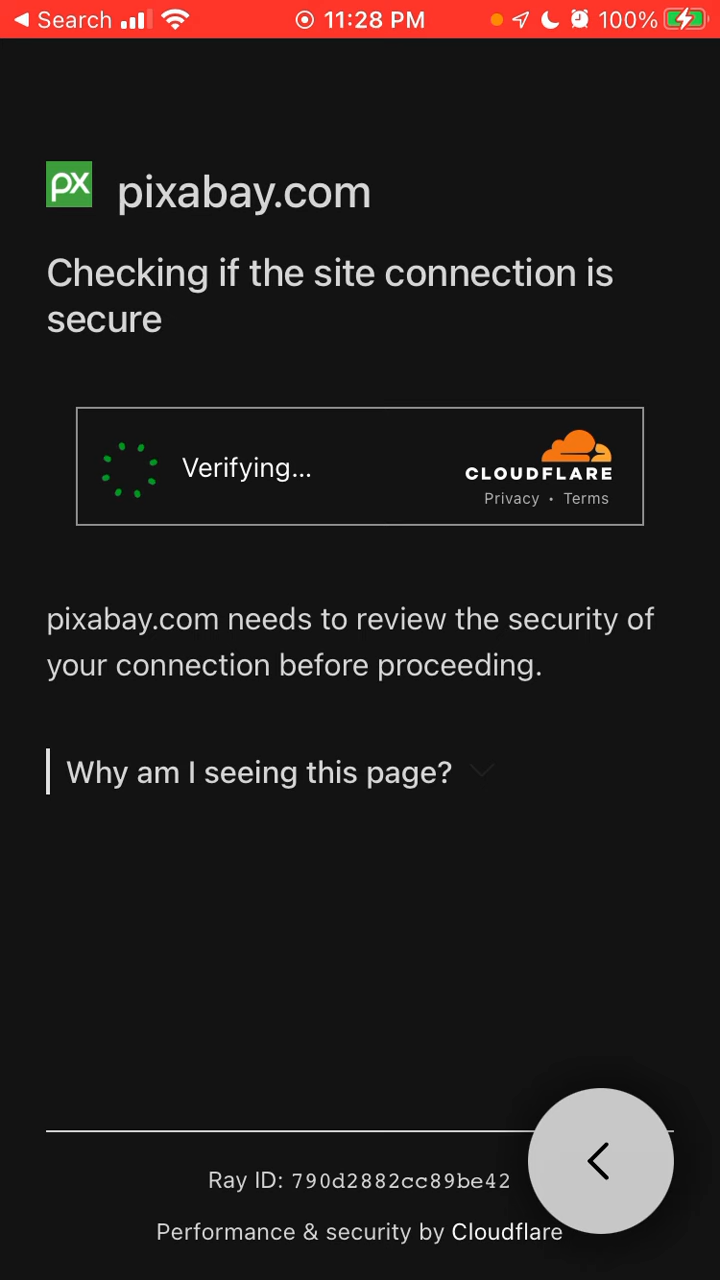 Search
11:28 PM
100%
px
pixabay.com
Checking if the site connection is
secure
Verifying...
CLOUDFLARE
Privacy • Terms
pixabay.com needs to review the security of
your connection before proceeding.
Why am I seeing this page?
Ray ID: 790d2882cc89be42
Performance & security by Cloudflare